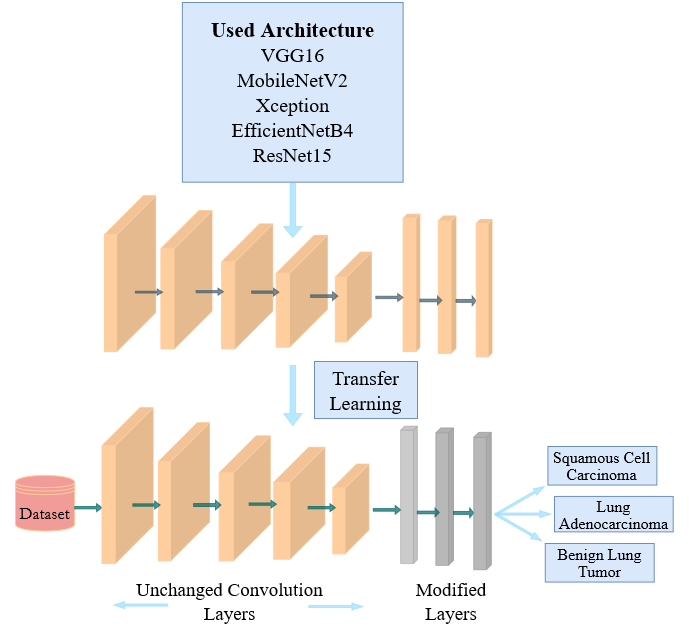 Used Architecture
VGG16
MobileNetV2
Xception
EfficientNetB4
ResNet15
Transfer
Learning
Dataset
Squamous Cell
Carcinoma
Lung
Adenocarcinoma
Benign Lung
Tumor
Unchanged Convolution
Layers
Modified
Layers